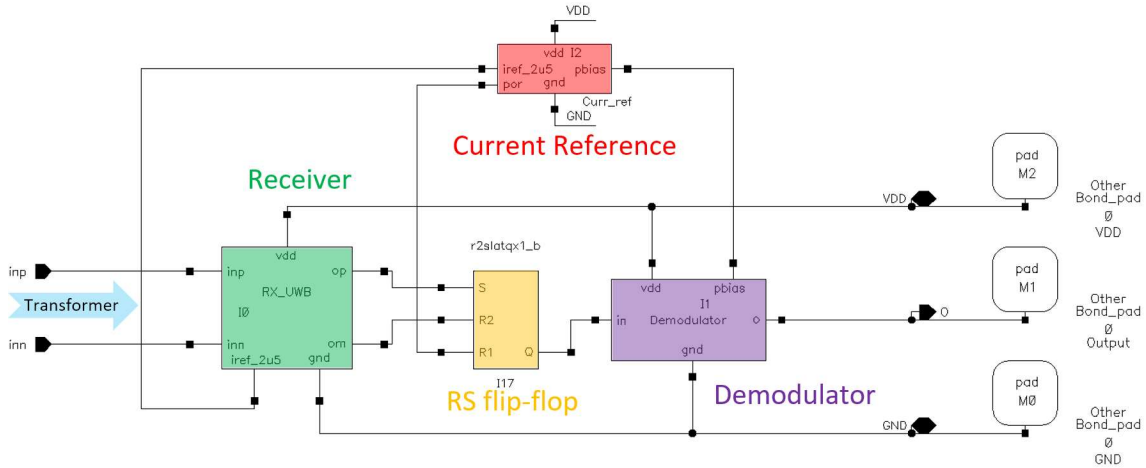 VDD
vdd I2
iref_2u5 pbias
por gnd
Curr_ref
GND
Current Reference
Receiver
pad
M2
VDD
Other
Bond_pad
Ø
VDD
r2slatqx1_b
vdd
inp
inp op
RX_UWB
IØ
Transformer
inn
inn om
iref_2u5 gnd
S
R2
R1 Q
I17
RS flip-flop
vdd pbias
I1
in Demodulator o
gnd
Demodulator
O
pad
M1
Other
Bond_pad
Ø
Output
GND
pad
MØ
Other
Bond_pad
Ø
GND